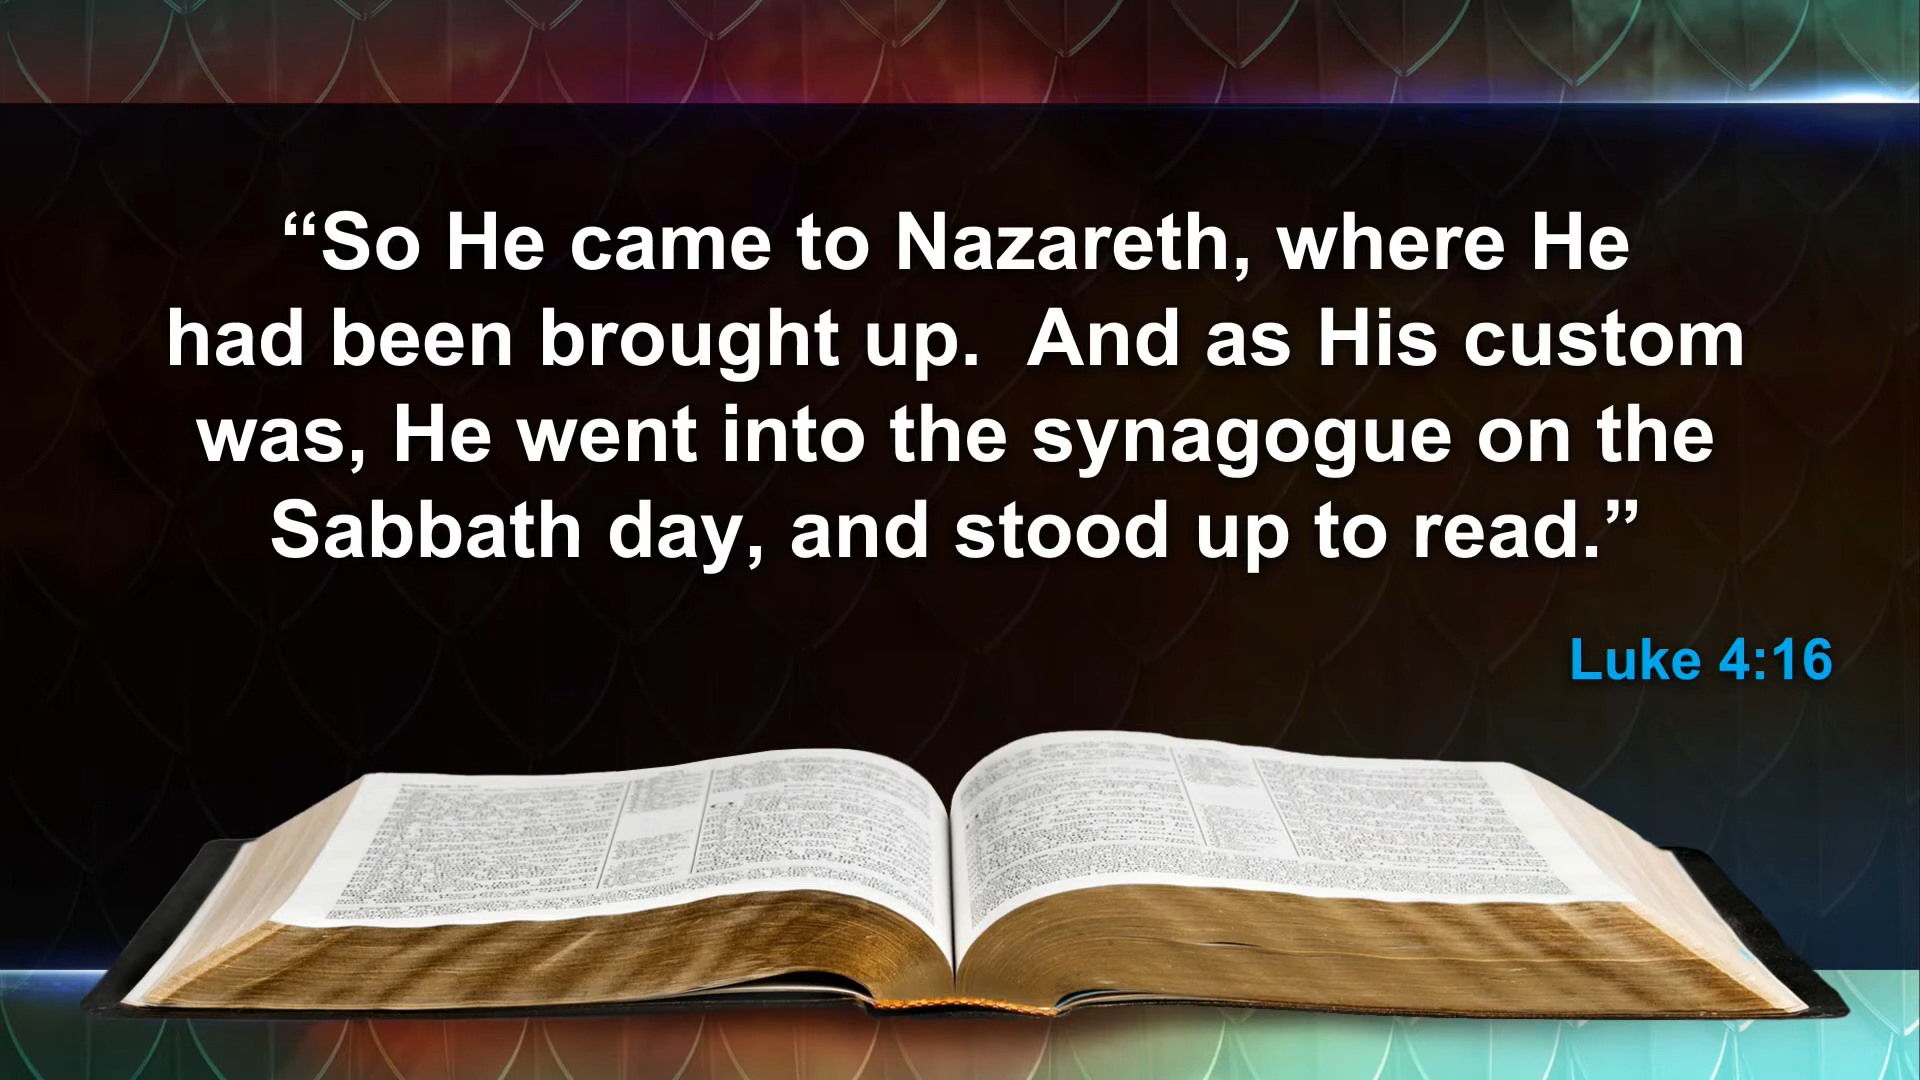 “So He came to Nazareth, where He
had been brought up.  And as His custom
was, He went into the synagogue on the
Sabbath day, and stood up to read.”
Luke 4:16